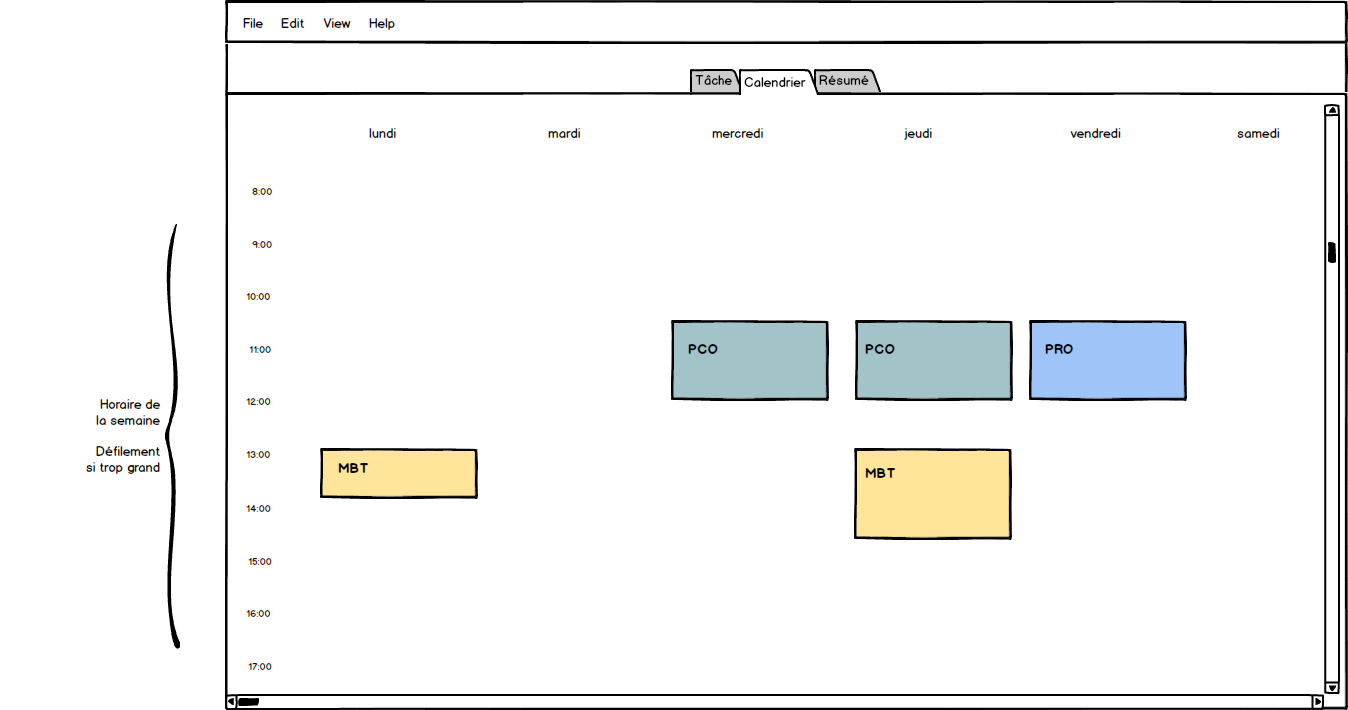 File Edit View Help
Tâche Calendrier Résumé
lundi mardi mercredi jeudi vendredi samedi
8:00
9:00
10:00
11:00 PCO PCO PRO
12:00
Horaire de
la semaine
Défilement
si trop grand
13:00
MBT MBT
14:00
15:00
16:00
17:00